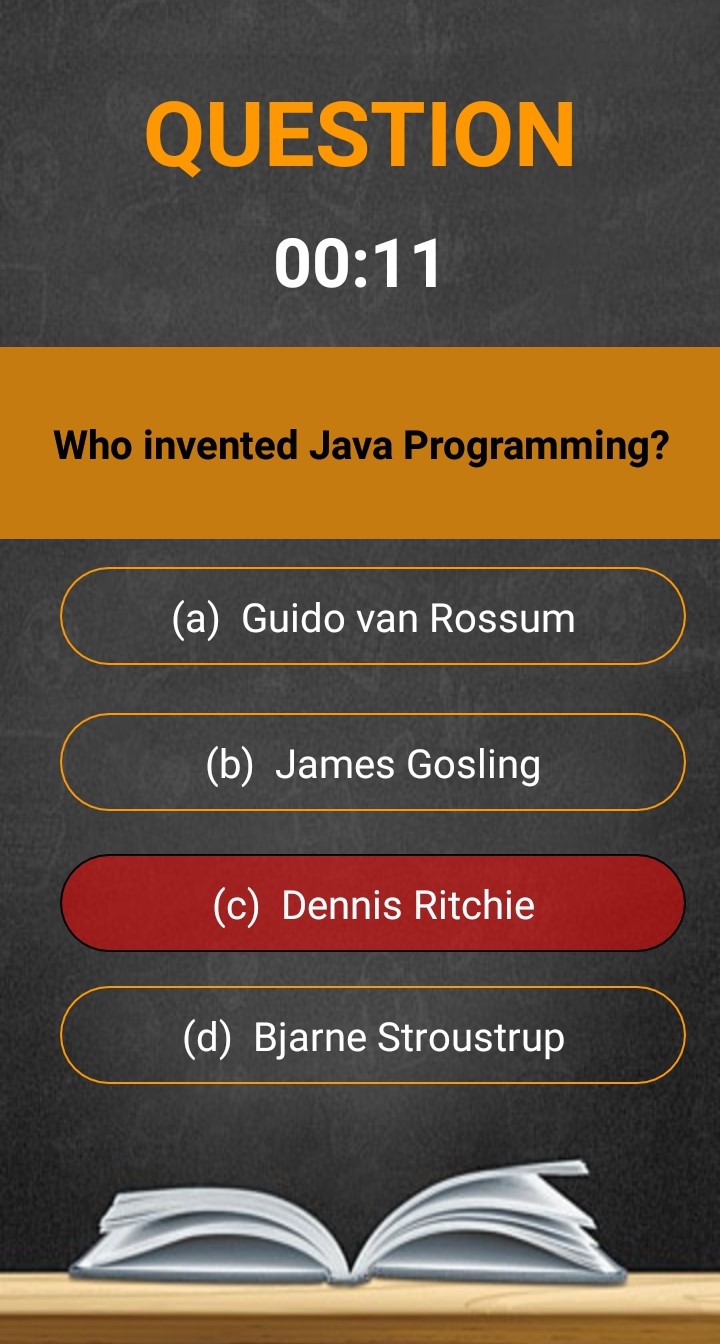 QUESTION
00:11
Who invented Java Programming?
(a) Guido van Rossum
(b) James Gosling
(c) Dennis Ritchie
(d) Bjarne Stroustrup